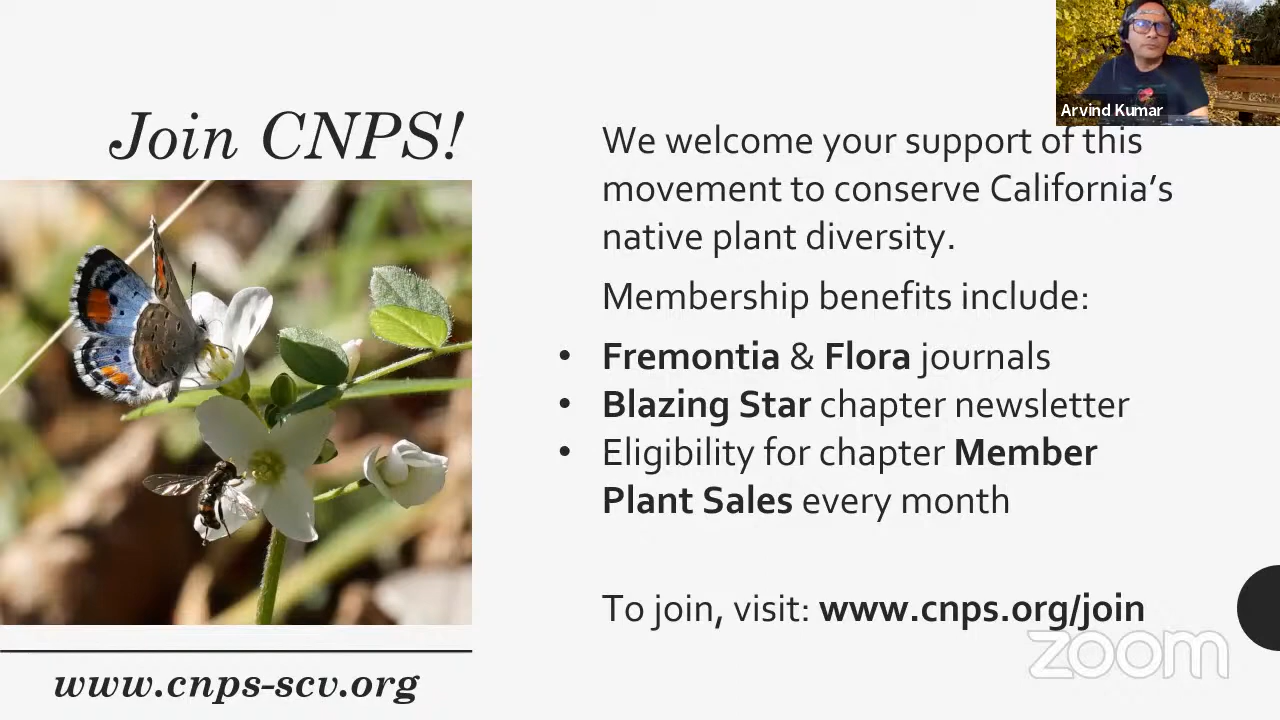 Arvind Kumar
Join CNPS!
We welcome your support of this
movement to conserve California’s
native plant diversity.
Membership benefits include:
• Fremontia & Flora journals
• Blazing Star chapter newsletter
• Eligibility for chapter Member
Plant Sales every month
To join, visit: www.cnps.org/join
zoom
www.cnps-scv.org